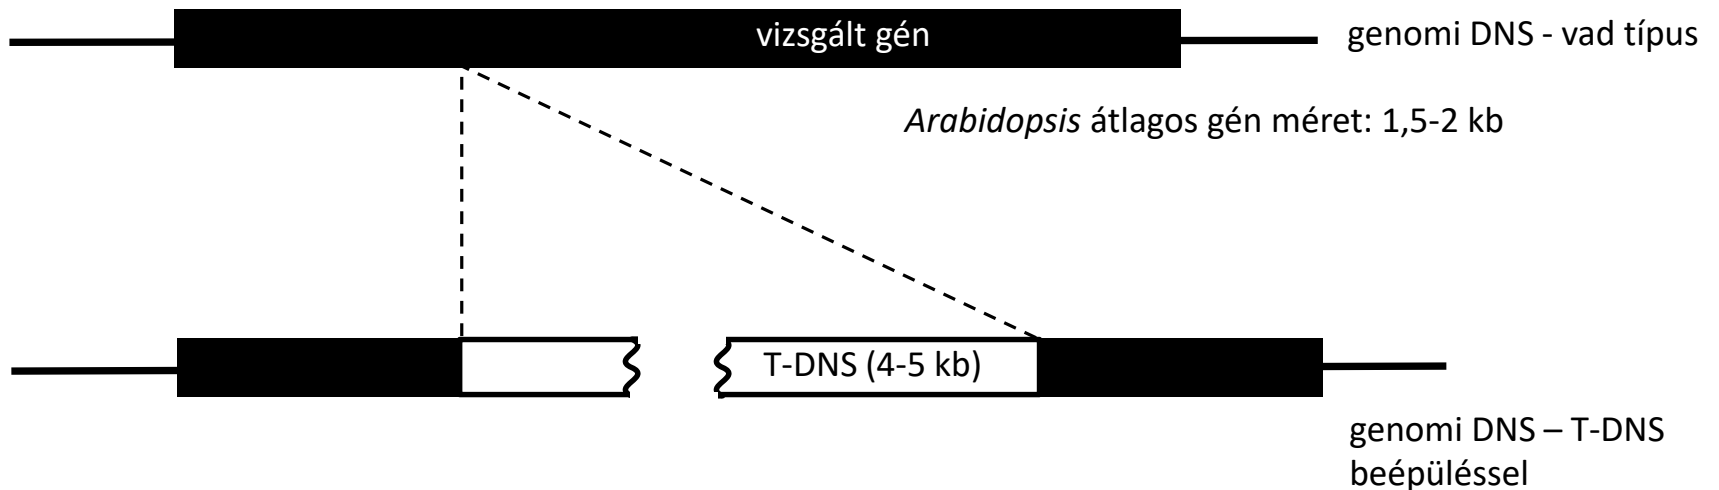 vizsgált gén
genomi DNS - vad típus
Arabidopsis átlagos gén méret: 1,5-2 kb
T-DNS (4-5 kb)
genomi DNS – T-DNS
beépüléssel